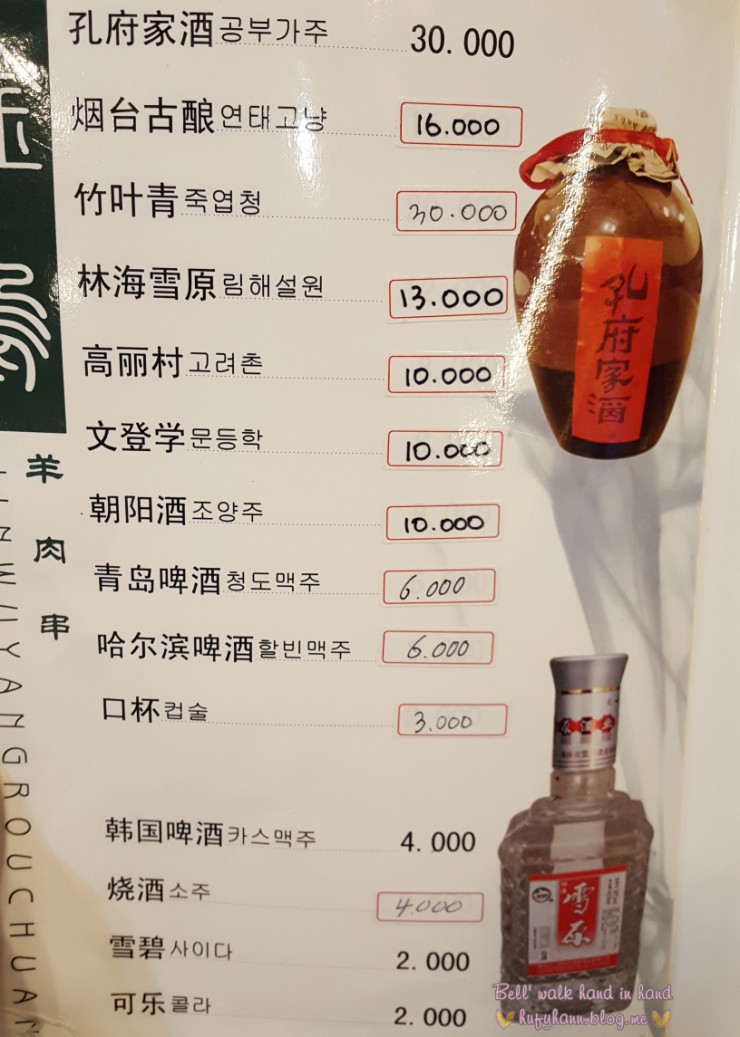 孔府家酒 공부가주 30.000
烟台古酿 연태고냥 16.000
竹叶青 죽엽청 30.000
林海雪原 림해설원 13.000
高丽村 고려촌 10.000
文登学 문등학 10.000
朝阳酒 조양주 10.000
青岛啤酒 청도맥주 6.000
哈尔滨啤酒 할빈맥주 6.000
口杯 컵술 3.000
韩国啤酒 카스맥주 4.000
烧酒 소주 4.000
雪碧 사이다 2.000
可乐 콜라 2.000
羊肉串
YANGROUCHUAN
孔府家酒
雪原
Bell' walk hand in hand
hufyhann.blog.me